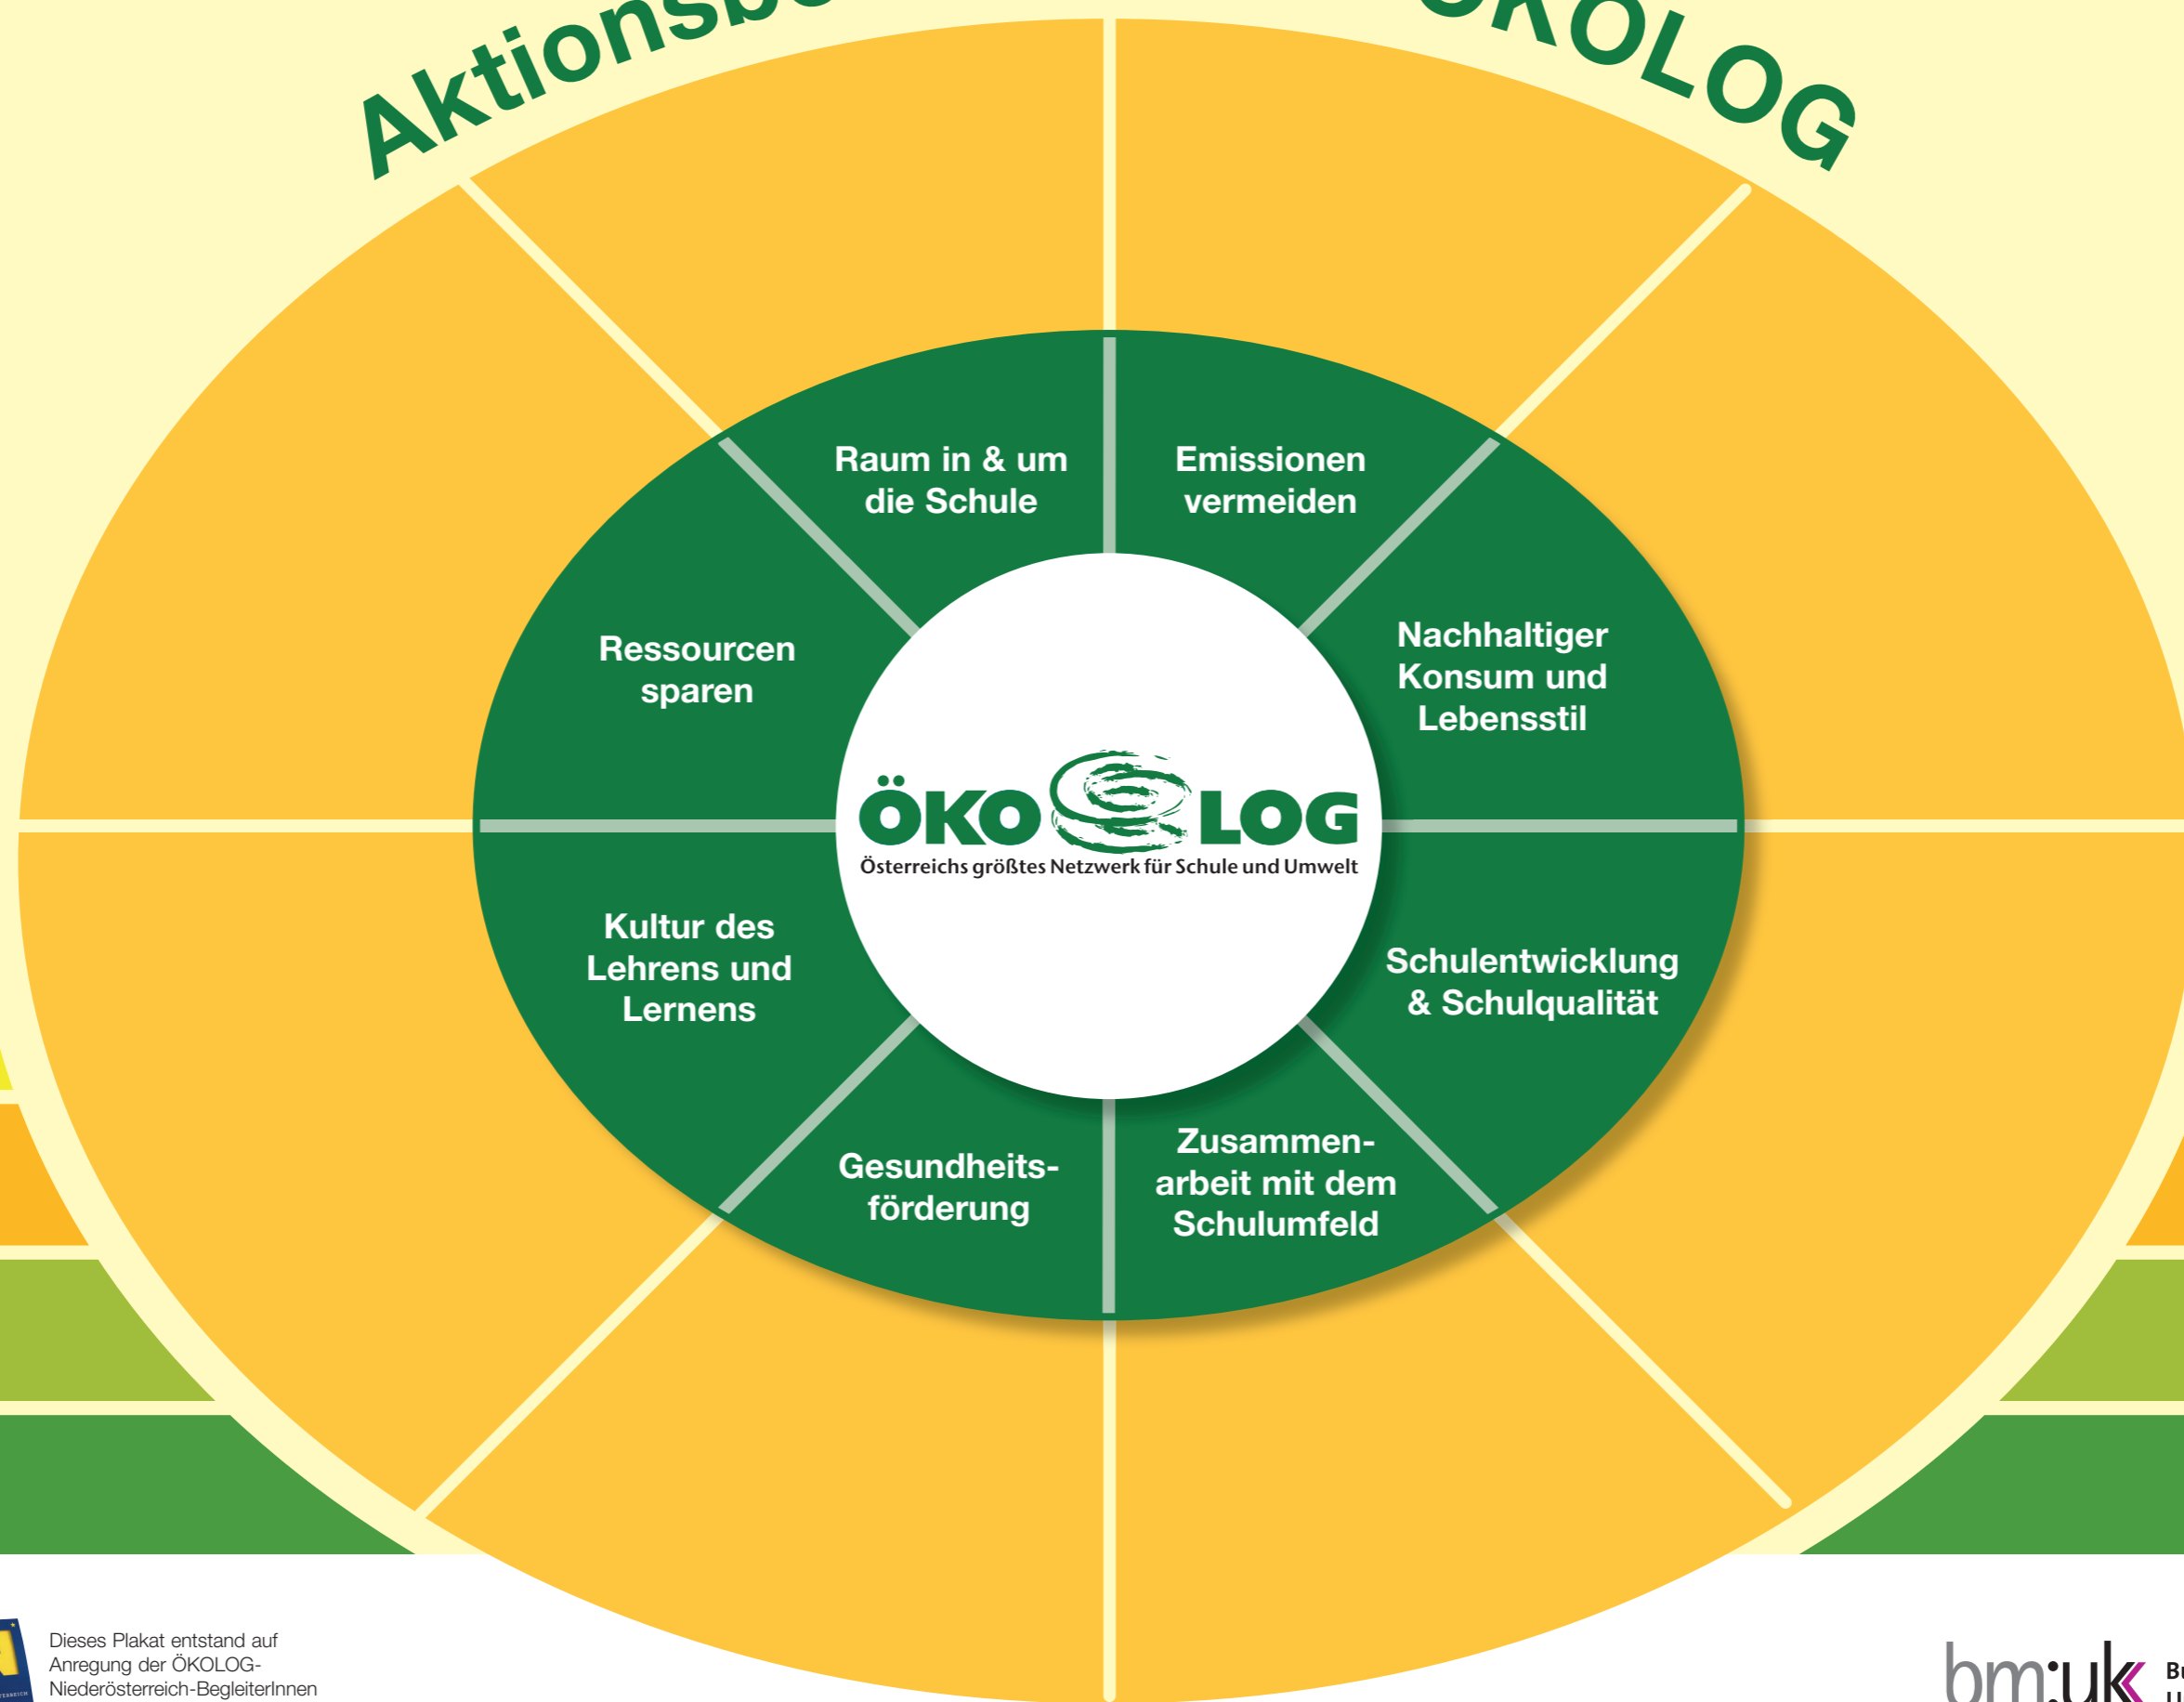 ÖKOLOG
Raum in & um
die Schule
Emissionen
vermeiden
Nachhaltiger
Konsum und
Lebensstil
Ressourcen
sparen
ÖKO LOG
Österreichs größtes Netzwerk für Schule und Umwelt
Kultur des
Lehrens und
Lernens
Schulentwicklung
& Schulqualität
Gesundheits-
förderung
Zusammen-
arbeit mit dem
Schulumfeld
Dieses Plakat entstand auf
Anregung der ÖKOLOG-
Niederösterreich-BegleiterInnen
bm:uk